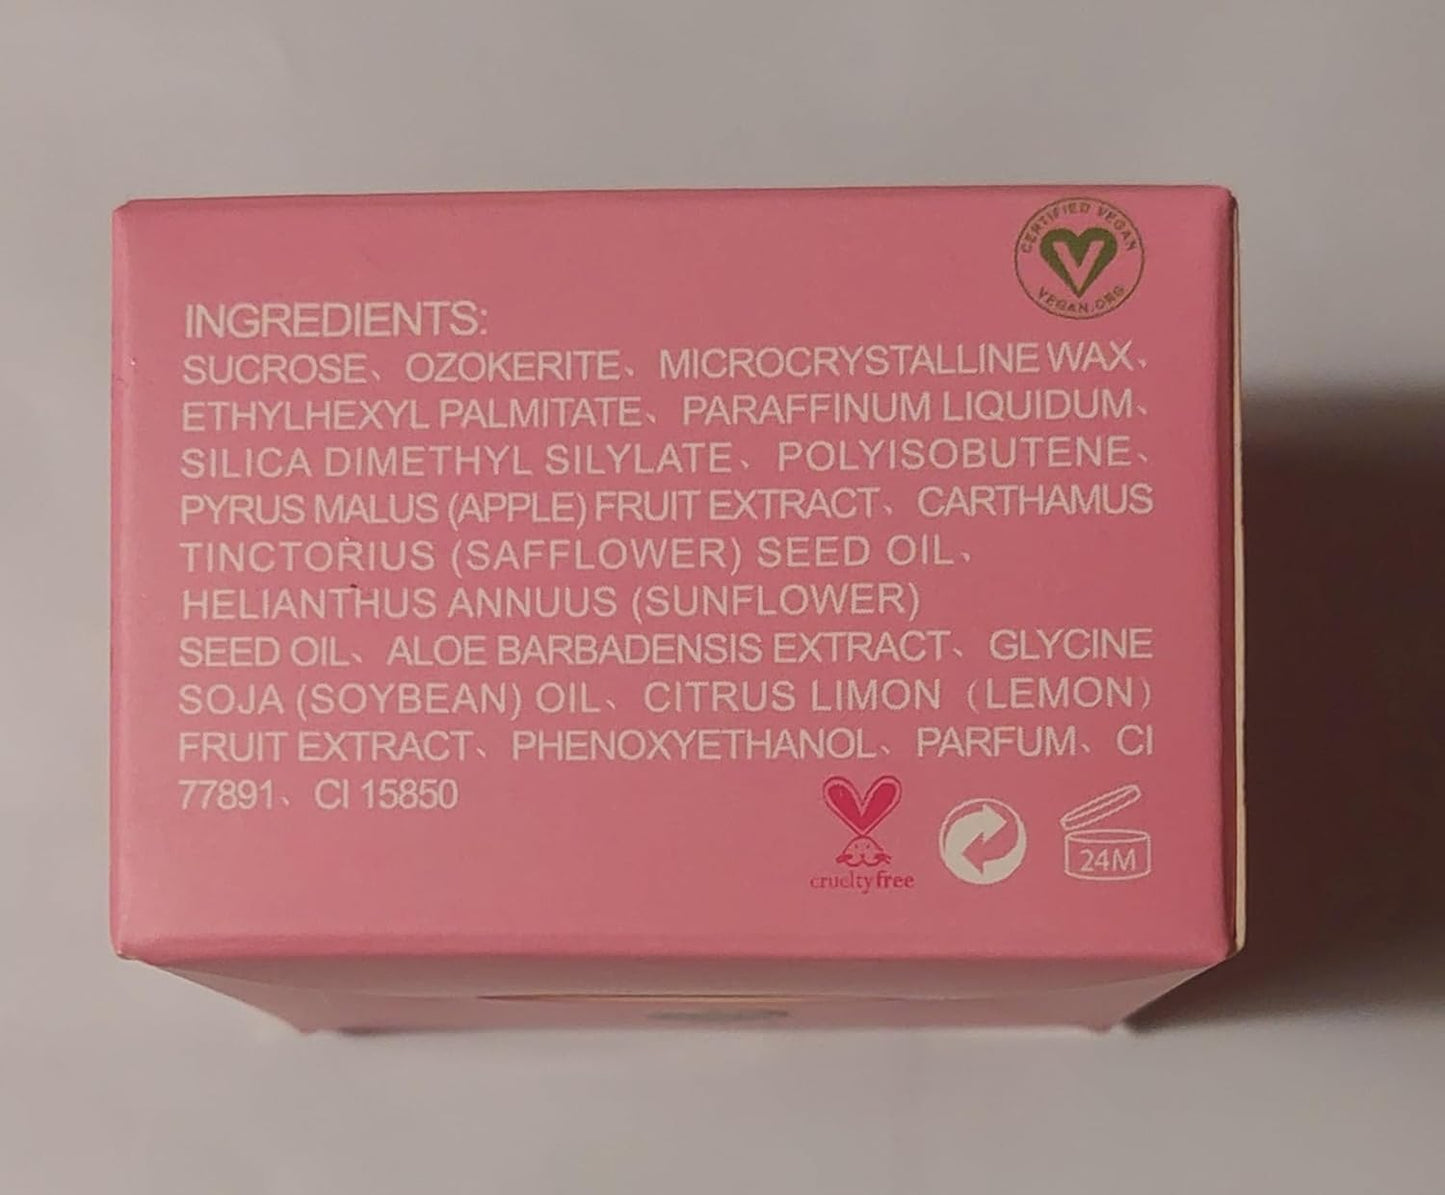 CERTIFIED VEGAN
V
VEGAN.ORG
INGREDIENTS:
SUCROSE、OZOKERITE、MICROCRYSTALLINE WAX、
ETHYLHEXYL PALMITATE、PARAFFINUM LIQUIDUM、
SILICA DIMETHYL SILYLATE、POLYISOBUTENE、
PYRUS MALUS (APPLE) FRUIT EXTRACT、CARTHAMUS
TINCTORIUS (SAFFLOWER) SEED OIL、
HELIANTHUS ANNUUS (SUNFLOWER)
SEED OIL、ALOE BARBADENSIS EXTRACT、GLYCINE
SOJA (SOYBEAN) OIL、CITRUS LIMON (LEMON)
FRUIT EXTRACT、PHENOXYETHANOL、PARFUM、CI
77891、CI 15850
cruelty free
24M